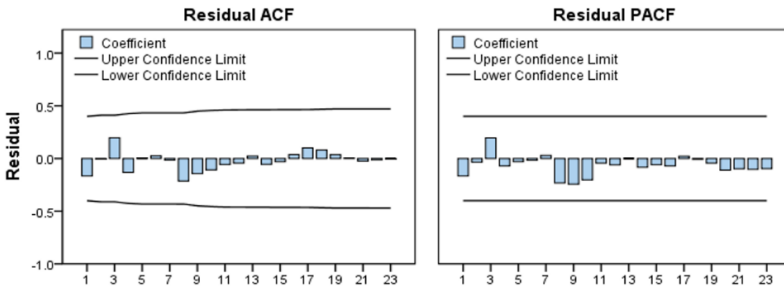 Residual ACF
Residual PACF
Residual
1.0
0.5
0.0
-0.5
-1.0
Coefficient
Upper Confidence Limit
Lower Confidence Limit
1 3 5 7 9 11 13 15 17 19 21 23
Coefficient
Upper Confidence Limit
Lower Confidence Limit
1 3 5 7 9 11 13 15 17 19 21 23